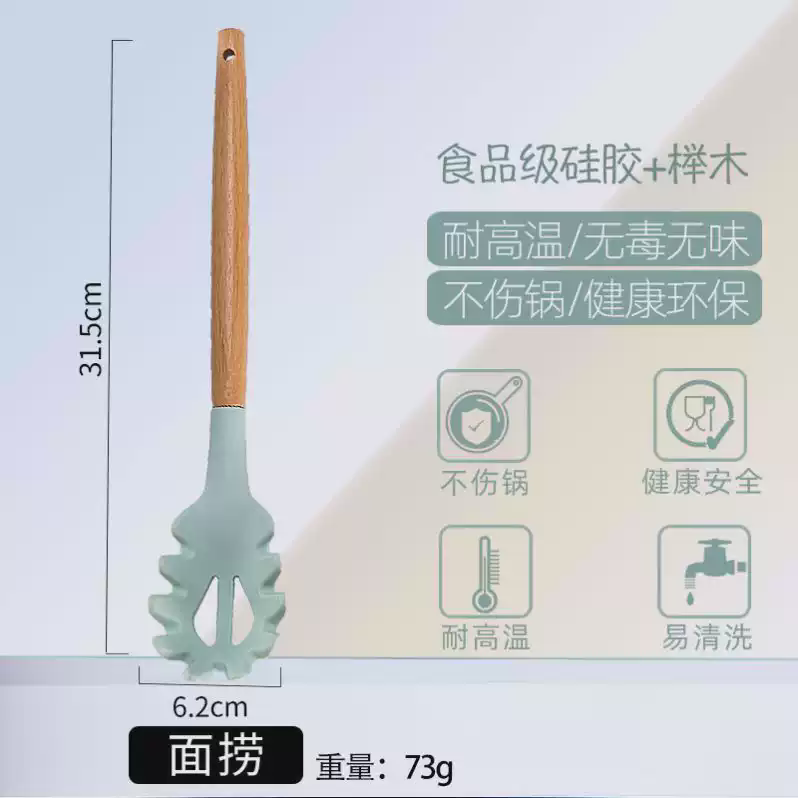 食品级硅胶+榉木
耐高温/无毒无味
不伤锅/健康环保
31.5cm
不伤锅
健康安全
耐高温
易清洗
6.2cm
面捞
重量：73g